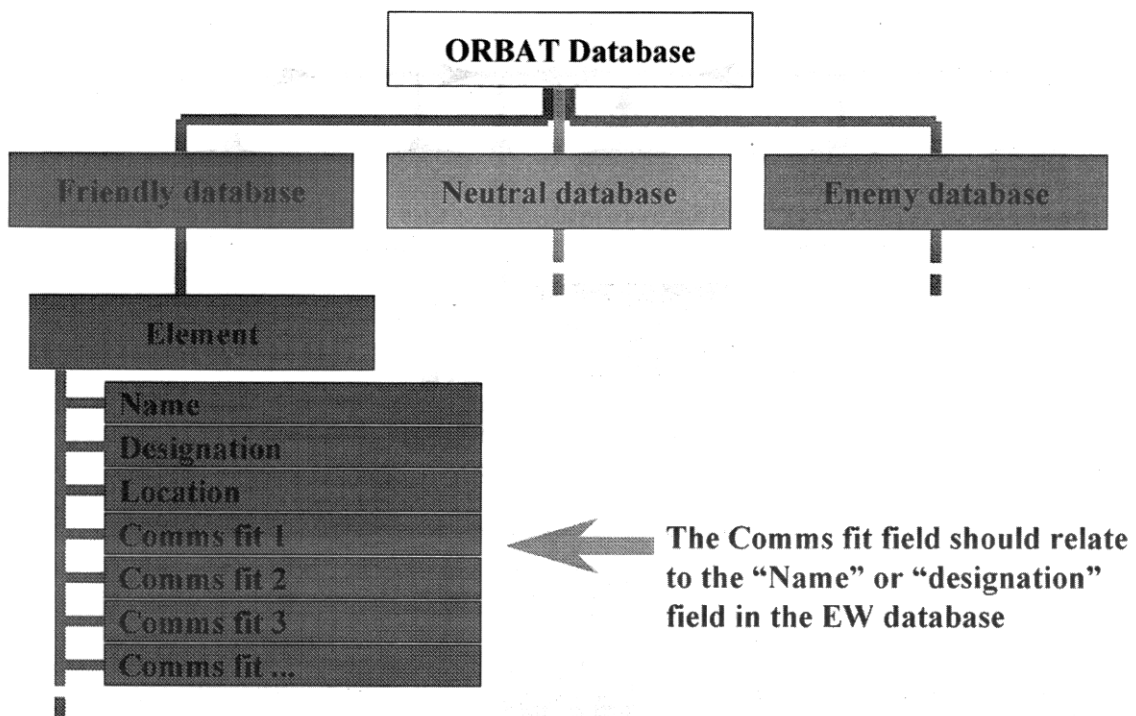 ORBAT Database
Friendly database
Neutral database
Enemy database
Element
Name
Designation
Location
Comms fit 1
Comms fit 2
Comms fit 3
Comms fit ...
The Comms fit field should relate
to the “Name” or “designation”
field in the EW database